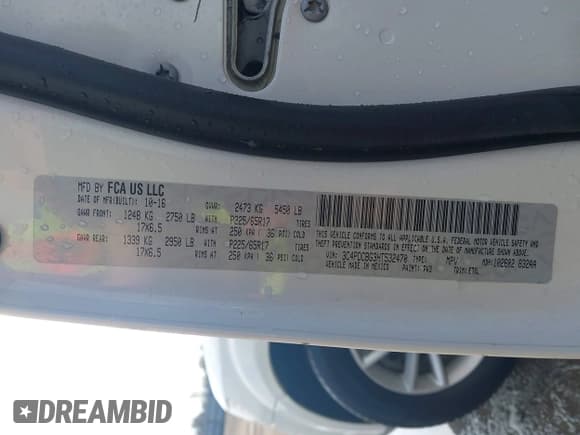 MFD BY FCA US LLC
DATE OF MFR(BUILT): 10-16 GVWR: 2473 KG 5450 LB
GAWR FRONT: 1248 KG 2750 LB WITH P225/65R17 TIRES
17X6.5 RIMS AT 250 KPA( 36 PSI) COLD
GAWR REAR: 1339 KG 2950 LB WITH P225/65R17 TIRES
17X6.5 RIMS AT 250 KPA( 36 PSI) COLD
THIS VEHICLE CONFORMS TO ALL APPLICABLE U.S.A. FEDERAL MOTOR VEHICLE SAFETY AND
THEFT PREVENTION STANDARDS IN EFFECT ON THE DATE OF MANUFACTURE SHOWN ABOVE.
VIN: TYPE: MPV MDH: 102602
VEHICLE MADE IN MEXICO PAINT: PW3 TRIM:
DREAMBID